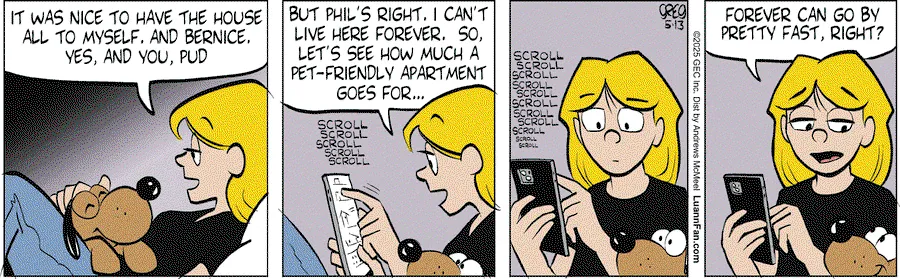 IT WAS NICE TO HAVE THE HOUSE
ALL TO MYSELF. AND BERNICE.
YES, AND YOU, PUD
BUT PHIL'S RIGHT. I CAN'T
LIVE HERE FOREVER. SO,
LET'S SEE HOW MUCH A
PET-FRIENDLY APARTMENT
GOES FOR...
SCROLL
SCROLL
SCROLL
SCROLL
SCROLL
GREG
5-13
SCROLL
SCROLL
SCROLL
SCROLL
SCROLL
SCROLL
SCROLL
SCROLL
SCROLL
SCROLL
©2025 GEC Inc. Dist by Andrews McMeel LuannFan.com
FOREVER CAN GO BY
PRETTY FAST, RIGHT?